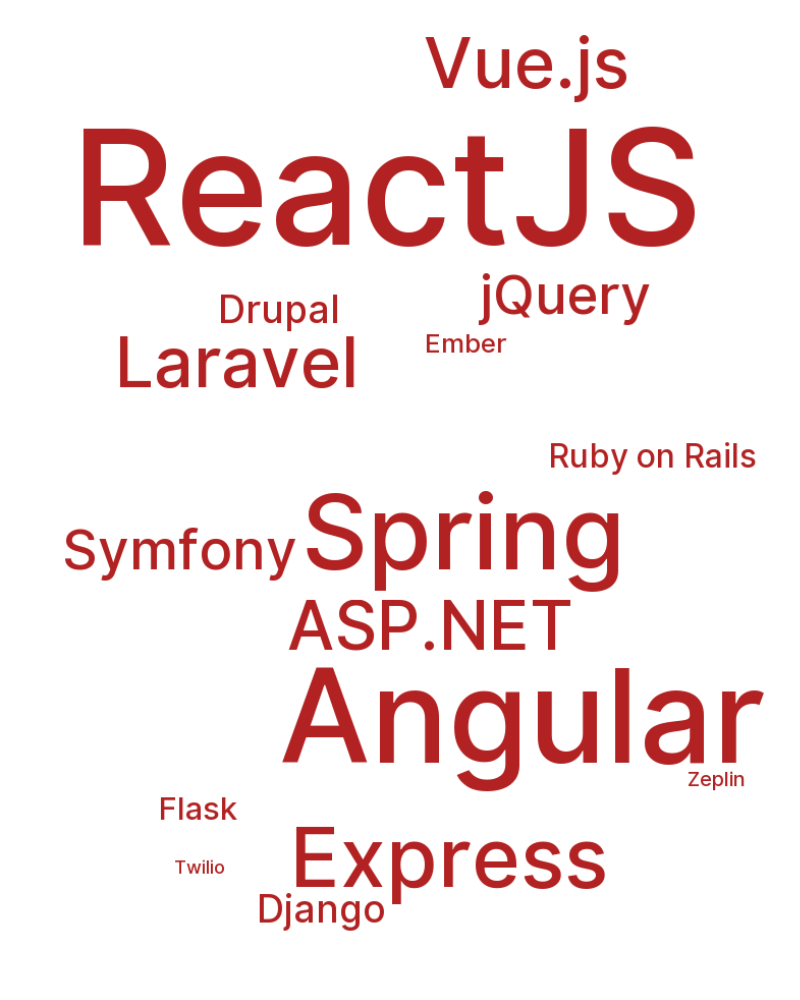 Vue.js
ReactJS
jQuery
Drupal
Ember
Laravel
Ruby on Rails
Spring
Symfony
ASP.NET
Angular
Zeplin
Flask
Express
Twilio
Django